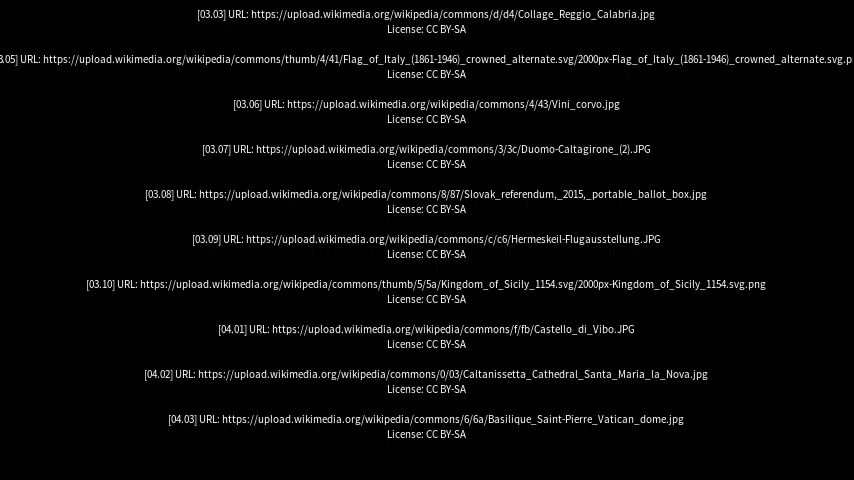 [03.03] URL: https://upload.wikimedia.org/wikipedia/commons/d/d4/Collage_Reggio_Calabria.jpg
License: CC BY-SA
3.05] URL: https://upload.wikimedia.org/wikipedia/commons/thumb/4/41/Flag_of_Italy_(1861-1946)_crowned_alternate.svg/2000px-Flag_of_Italy_(1861-1946)_crowned_alternate.svg.p
License: CC BY-SA
[03.06] URL: https://upload.wikimedia.org/wikipedia/commons/4/43/Vini_corvo.jpg
License: CC BY-SA
[03.07] URL: https://upload.wikimedia.org/wikipedia/commons/3/3c/Duomo-Caltagirone_(2).JPG
License: CC BY-SA
[03.08] URL: https://upload.wikimedia.org/wikipedia/commons/8/87/Slovak_referendum,_2015,_portable_ballot_box.jpg
License: CC BY-SA
[03.09] URL: https://upload.wikimedia.org/wikipedia/commons/c/c6/Hermeskeil-Flugausstellung.JPG
License: CC BY-SA
[03.10] URL: https://upload.wikimedia.org/wikipedia/commons/thumb/5/5a/Kingdom_of_Sicily_1154.svg/2000px-Kingdom_of_Sicily_1154.svg.png
License: CC BY-SA
[04.01] URL: https://upload.wikimedia.org/wikipedia/commons/f/fb/Castello_di_Vibo.JPG
License: CC BY-SA
[04.02] URL: https://upload.wikimedia.org/wikipedia/commons/0/03/Caltanissetta_Cathedral_Santa_Maria_la_Nova.jpg
License: CC BY-SA
[04.03] URL: https://upload.wikimedia.org/wikipedia/commons/6/6a/Basilique_Saint-Pierre_Vatican_dome.jpg
License: CC BY-SA